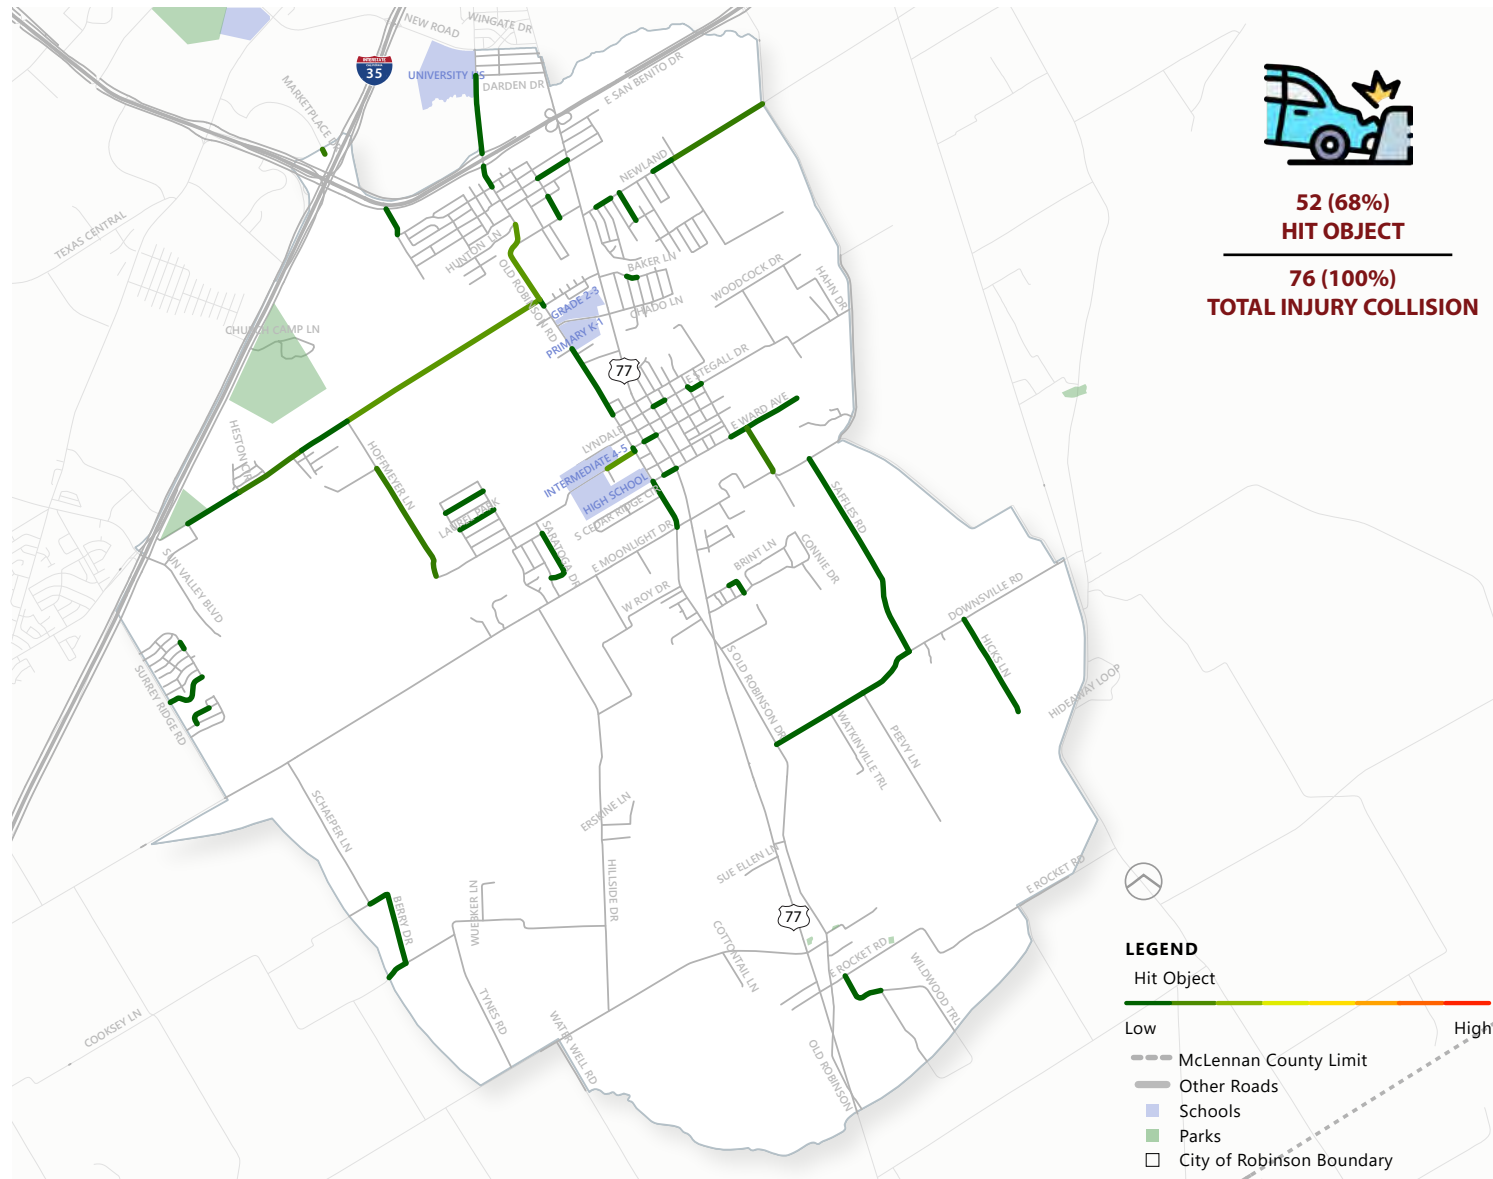 NEW ROAD
WINGATE DR
INTERSTATE
CALIFORNIA
35
UNIVERSITY HS
DARDEN DR
E SAN BENITO DR
MARKETPLACE DR
NEWLAND
TEXAS CENTRAL
HUNTON LN
OLD ROBINSON RD
BAKER LN
WOODCOCK DR
HAHN DR
GRADE 2-3
CHADO LN
PRIMARY K-1
CHURCH CAMP LN
77
E STEGALL DR
HESTON CIR
HOFFMEYER LN
LYNDALE
E WARD AVE
INTERMEDIATE 4-5
HIGH SCHOOL
S CEDAR RIDGE CIR
LAUREL PARK
SARATOGA DR
E MOONLIGHT DR
SAFFLES RD
BRINT LN
CONNIE DR
SUN VALLEY BLVD
W ROY DR
DOWNSVILLE RD
SURREY RIDGE RD
S OLD ROBINSON DR
HICKS LN
HIDEAWAY LOOP
WATKINVILLE TRL
PEEVY LN
SCHAEPER LN
ERSKINE LN
SUE ELLEN LN
HILLSIDE DR
E ROCKET RD
BERRY DR
WUEBKER LN
77
COTTONTAIL LN
E ROCKET RD
WILDWOOD TRL
TYNES RD
COOKSEY LN
WATER WELL RD
OLD ROBINSON
52 (68%)
HIT OBJECT
76 (100%)
TOTAL INJURY COLLISION
LEGEND
Hit Object
Low
High
McLennan County Limit
Other Roads
Schools
Parks
City of Robinson Boundary